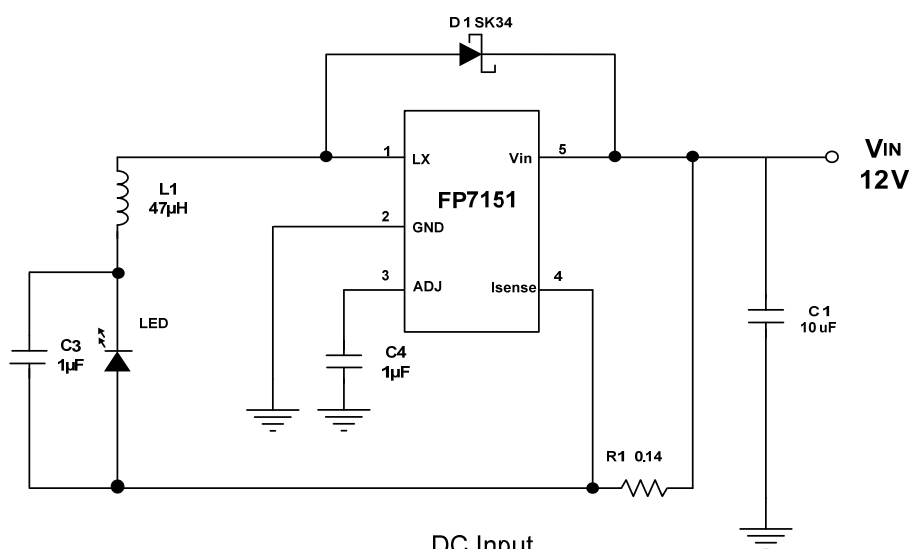 D1 SK34
1
LX
Vin
5
VIN
12V
L1
47µH
FP7151
2
GND
3
ADJ
Isense
4
C1
10 uF
LED
C3
1µF
C4
1µF
R1 0.14
DC Input